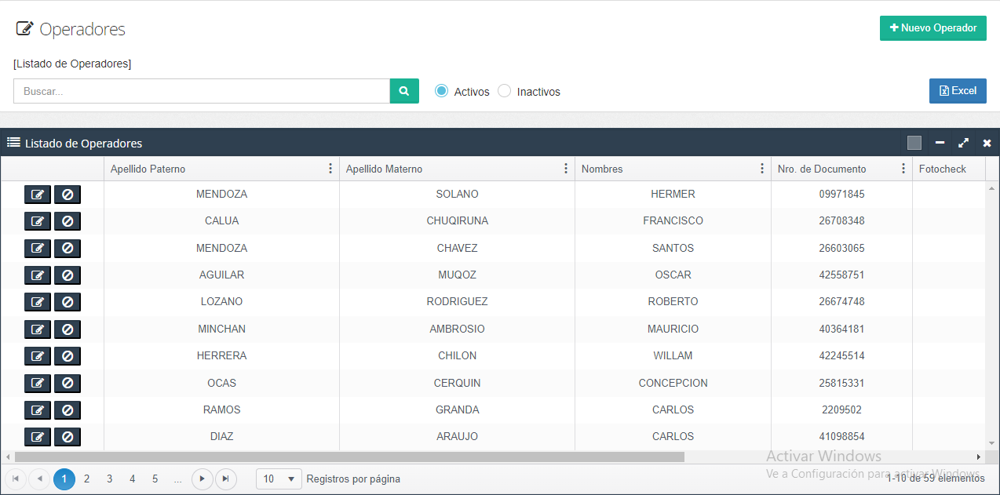 Operadores
Nuevo Operador
[Listado de Operadores]
Buscar...
Activos Inactivos
Excel
Listado de Operadores
Apellido Paterno Apellido Materno Nombres Nro. de Documento Fotocheck
MENDOZA SOLANO HERMER 09971845
CALUA CHUQIRUNA FRANCISCO 26708348
MENDOZA CHAVEZ SANTOS 26603065
AGUILAR MUQOZ OSCAR 42558751
LOZANO RODRIGUEZ ROBERTO 26674748
MINCHAN AMBROSIO MAURICIO 40364181
HERRERA CHILON WILLAM 42245514
OCAS CERQUIN CONCEPCION 25815331
RAMOS GRANDA CARLOS 2209502
DIAZ ARAUJO CARLOS 41098854
Activar Windows
Ve a Configuración para activar Windows.
1 2 3 4 5 ... 10 Registros por página 1-10 de 59 elementos